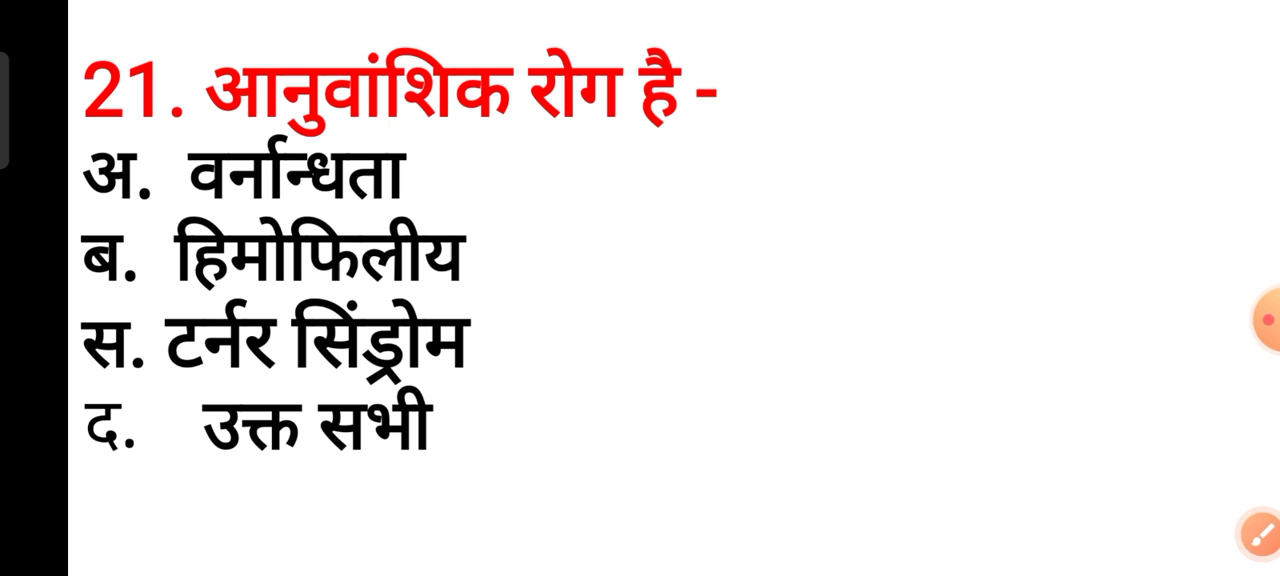 21. आनुवांशिक रोग है -
अ. वर्नान्धता
ब. हिमोफिलीय
स. टर्नर सिंड्रोम
द. उक्त सभी